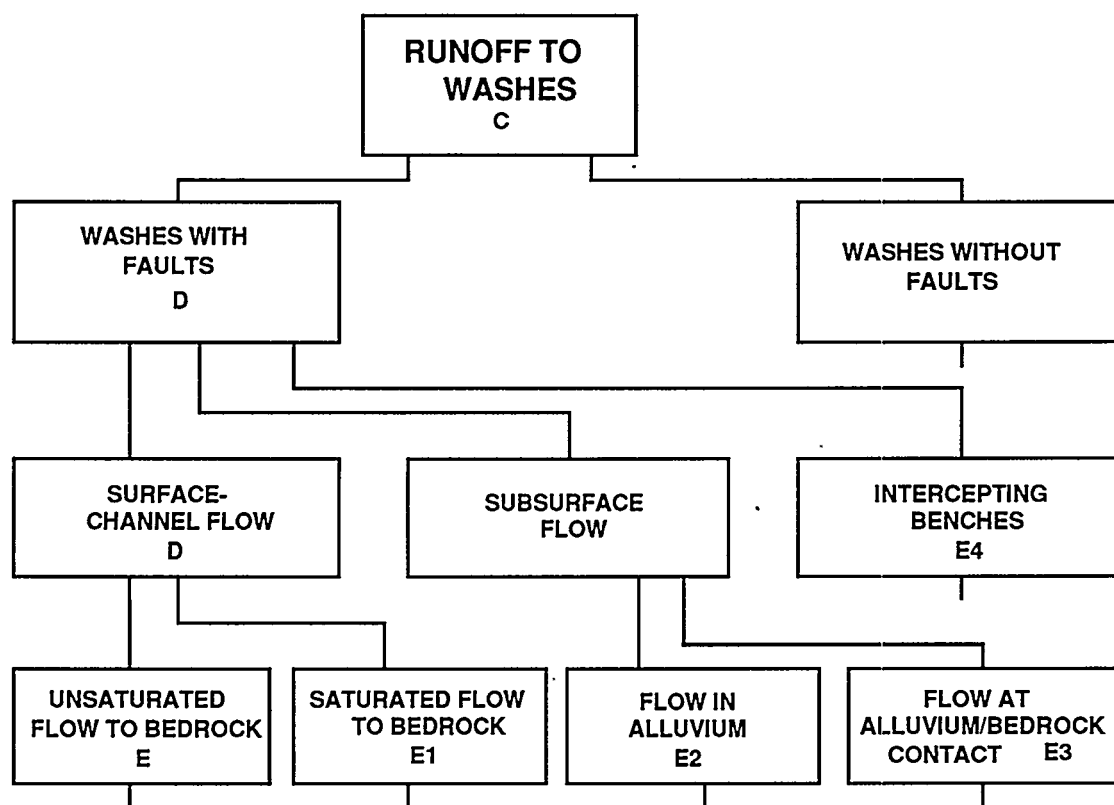 RUNOFF TO
WASHES
C
WASHES WITH
FAULTS
D
WASHES WITHOUT
FAULTS
SURFACE-
CHANNEL FLOW
D
SUBSURFACE
FLOW
INTERCEPTING
BENCHES
E4
UNSATURATED
FLOW TO BEDROCK
E
SATURATED FLOW
TO BEDROCK
E1
FLOW IN
ALLUVIUM
E2
FLOW AT
ALLUVIUM/BEDROCK
CONTACT E3